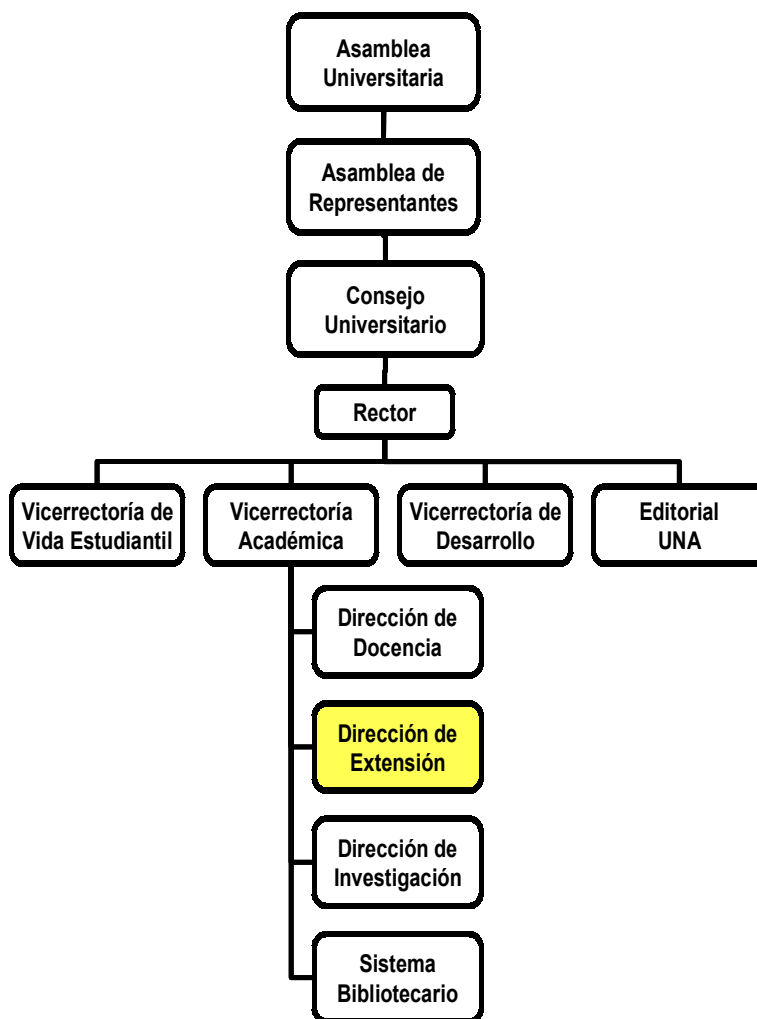 Asamblea
Universitaria
Asamblea de
Representantes
Consejo
Universitario
Rector
Vicerrectoría de
Vida Estudiantil
Vicerrectoría
Académica
Vicerrectoría de
Desarrollo
Editorial
UNA
Dirección de
Docencia
Dirección de
Extensión
Dirección de
Investigación
Sistema
Bibliotecario